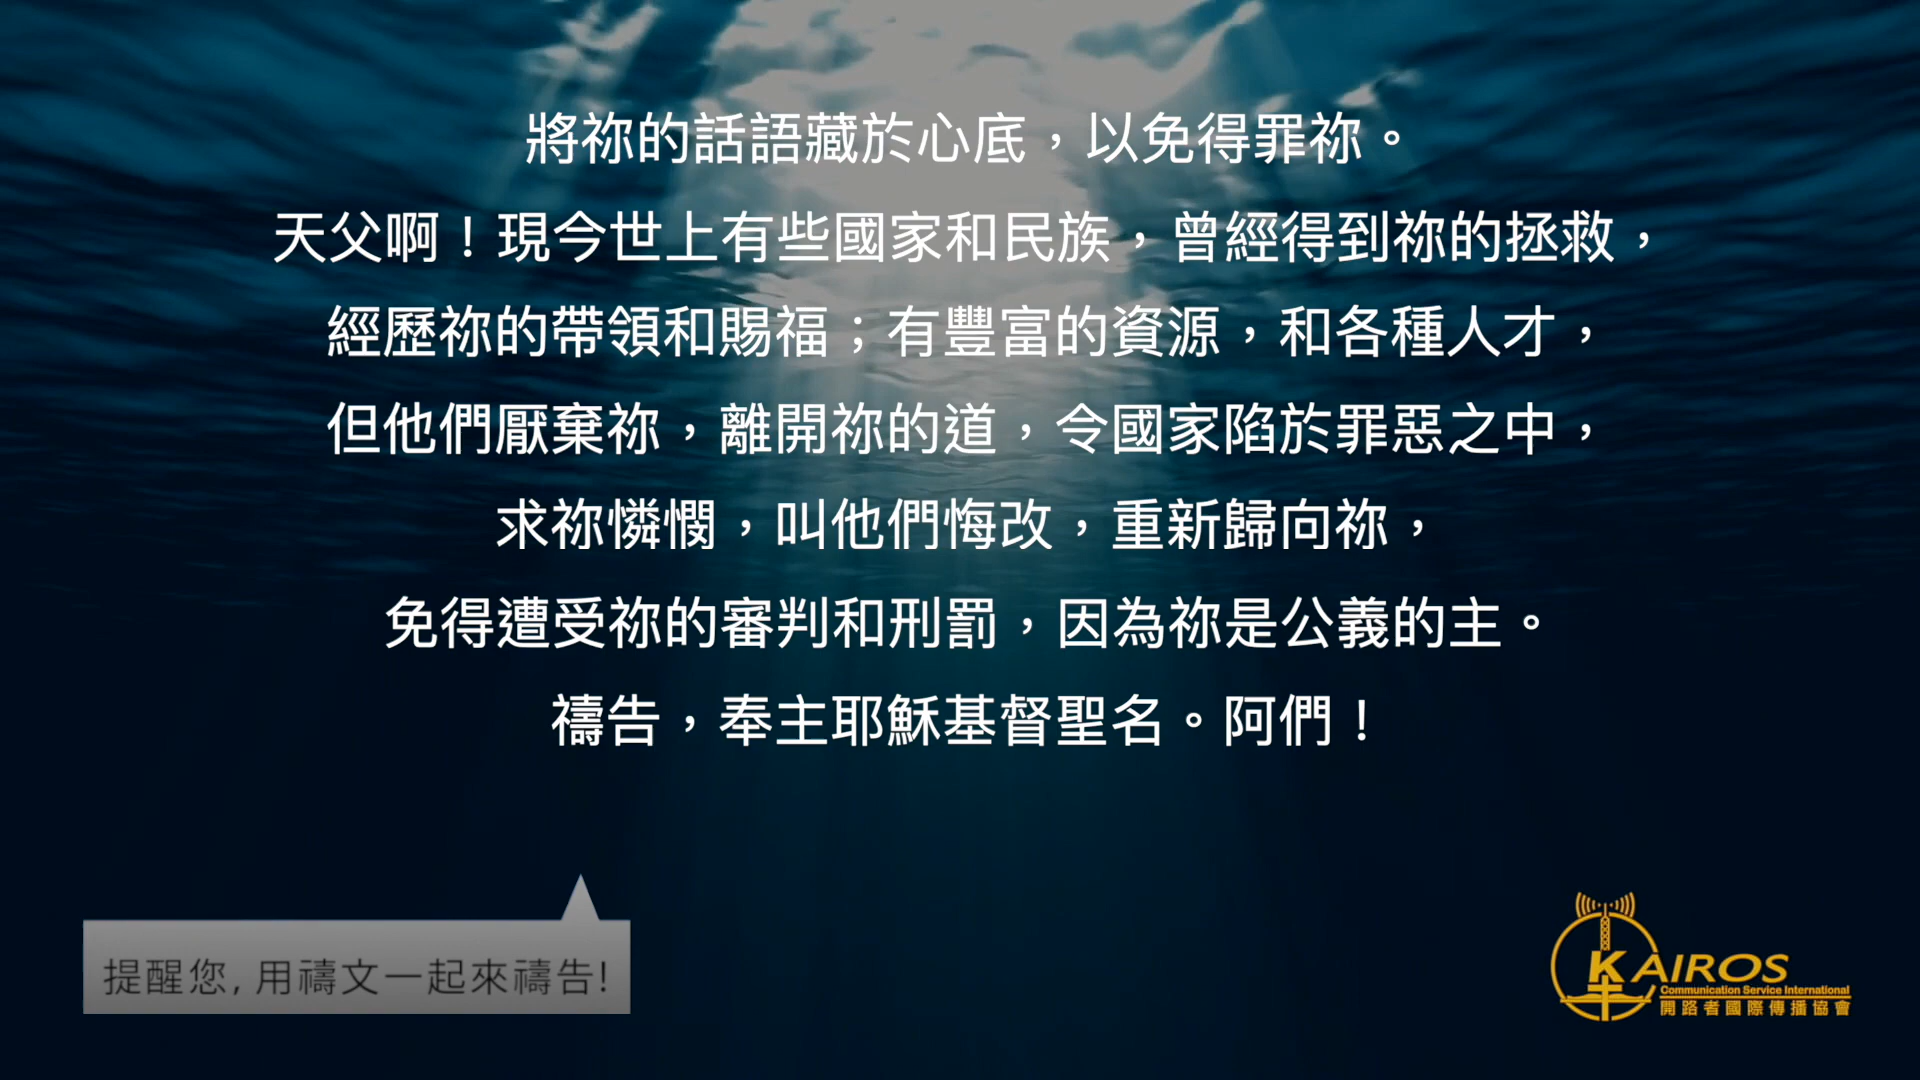 將祢的話語藏於心底，以免得罪祢。
天父啊！現今世上有些國家和民族，曾經得到祢的拯救，
經歷祢的帶領和賜福；有豐富的資源，和各種人才，
但他們厭棄祢，離開祢的道，令國家陷於罪惡之中，
求祢憐憫，叫他們悔改，重新歸向祢，
免得遭受祢的審判和刑罰，因為祢是公義的主。
禱告，奉主耶穌基督聖名。阿們！
提醒您, 用禱文一起來禱告!
KAIROS
Communication Service International
開路者國際傳播協會